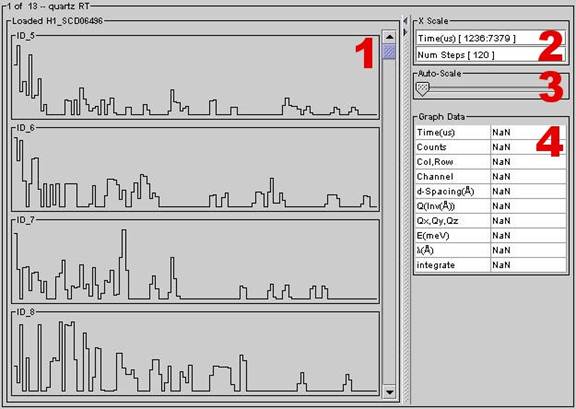 1 of 13 -- quartz RT
Loaded H1_SCD06496
ID_5
1
ID_6
ID_7
ID_8
X Scale
Time(us) [ 1236:7379 ]
Num Steps [ 120 ]
2
Auto-Scale
3
Graph Data
4
Time(us) NaN
Counts NaN
Col,Row NaN
Channel NaN
d-Spacing(Å) NaN
Q(Inv(Å)) NaN
Qx,Qy,Qz NaN
E(meV) NaN
λ(Å) NaN
integrate NaN